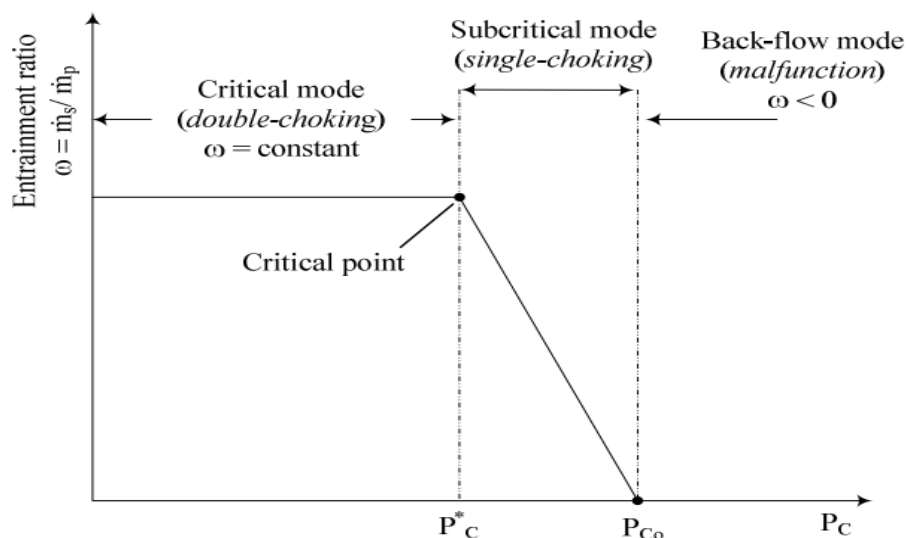 Entrainment ratio
ω = ṁs/ ṁp
Critical mode
(double-choking)
ω = constant
Subcritical mode
(single-choking)
Back-flow mode
(malfunction)
ω < 0
Critical point
P*C
PCo
PC